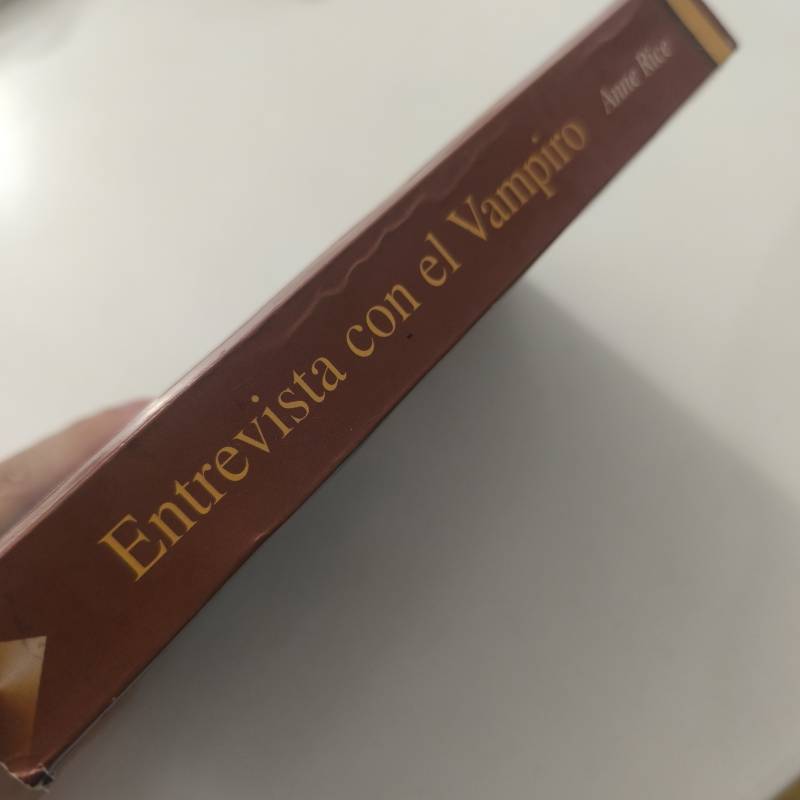 Entrevista con el Vampiro
Anne Rice